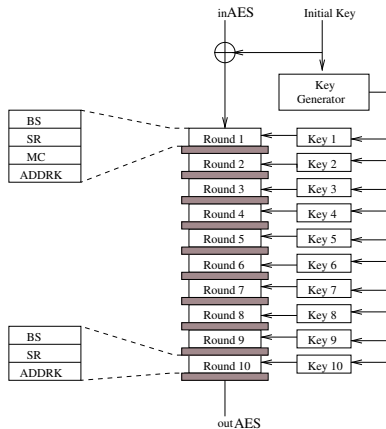 inAES
Initial Key
Key
Generator
BS
SR
MC
ADDRK
Round 1
Key 1
Round 2
Key 2
Round 3
Key 3
Round 4
Key 4
Round 5
Key 5
Round 6
Key 6
Round 7
Key 7
Round 8
Key 8
Round 9
Key 9
Round 10
Key 10
BS
SR
ADDRK
outAES